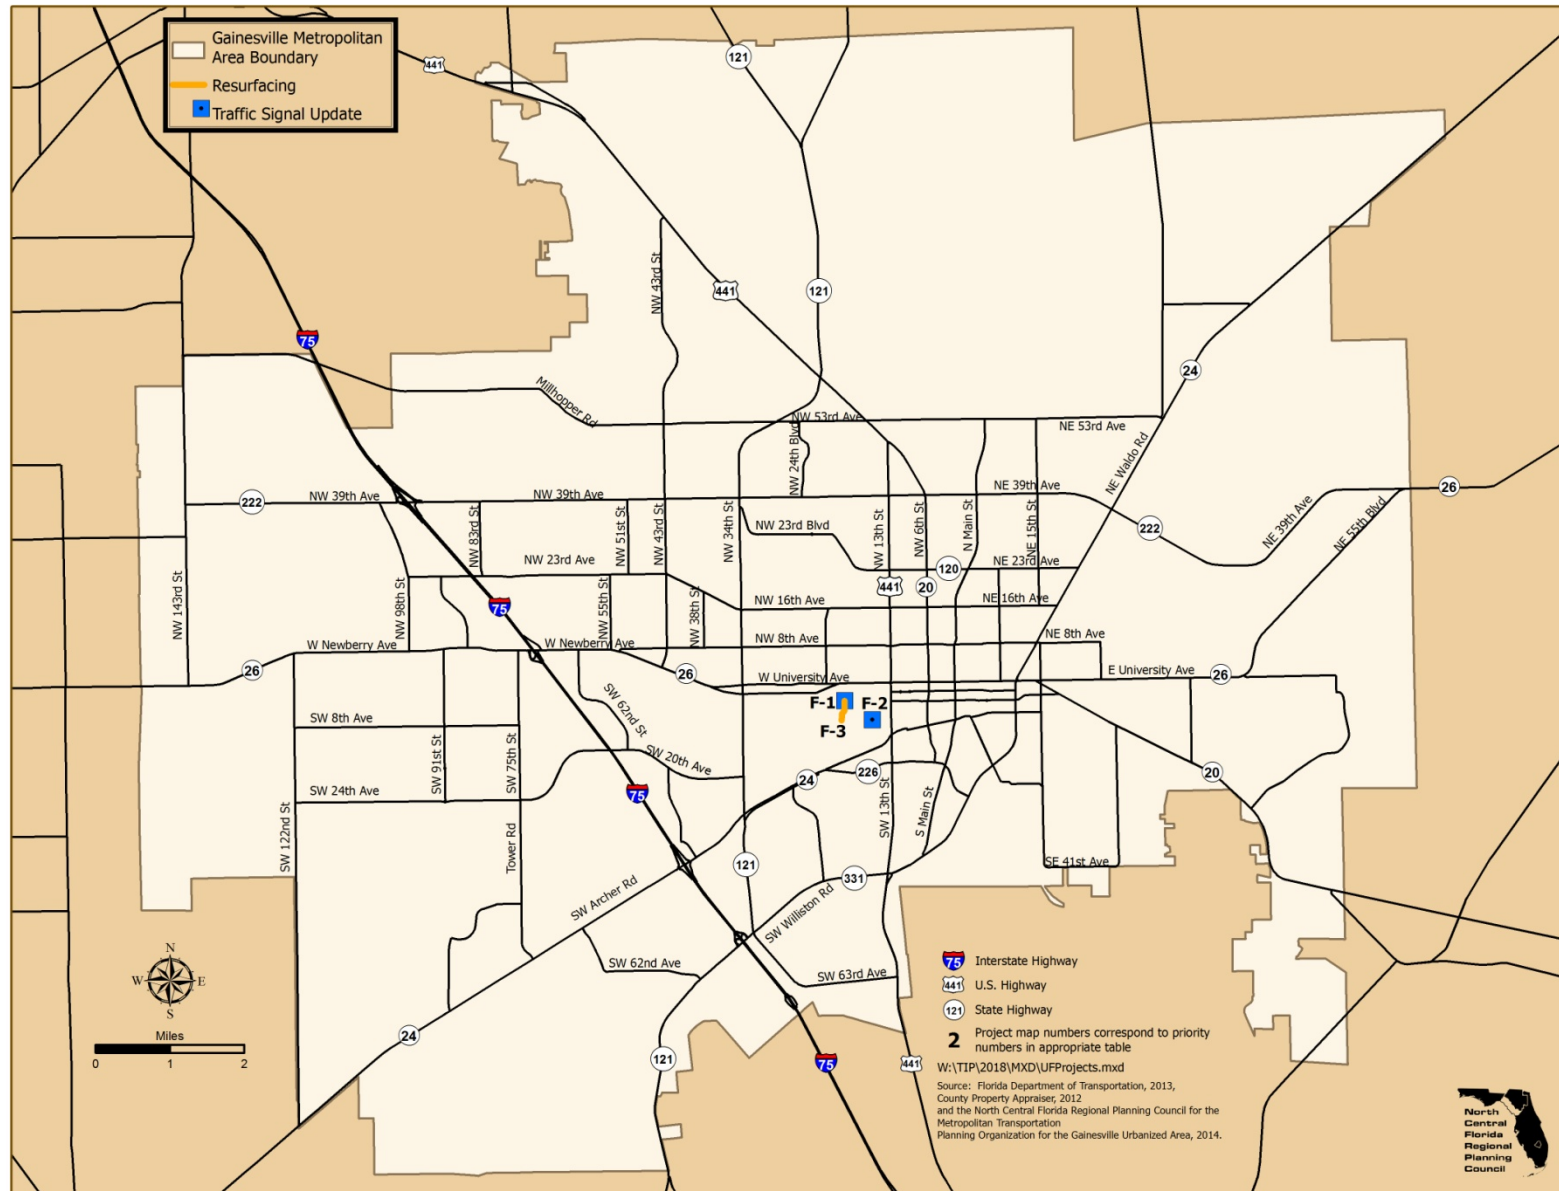 Gainesville Metropolitan
Area Boundary
Resurfacing
Traffic Signal Update
441
121
75
NW 43rd St
441
121
24
Millhopper Rd
NW 53rd Ave
NE 53rd Ave
NW 24th Blvd
NE Waldo Rd
222
NW 39th Ave
NW 39th Ave
NE 39th Ave
26
NW 83rd St
NW 51st St
NW 43rd St
NW 34th St
NW 23rd Blvd
NW 13th St
NW 6th St
N Main St
NE 15th St
222
NE 39th Ave
NE 55th Blvd
NW 143rd St
NW 98th St
NW 23rd Ave
NE 23rd Ave
120
75
NW 55th St
NW 38th St
441
20
NW 16th Ave
NE 16th Ave
W Newberry Ave
W Newberry Ave
NW 8th Ave
NE 8th Ave
26
26
W University Ave
E University Ave
26
F-1
F-2
F-3
SW 8th Ave
SW 91st St
SW 75th St
SW 62nd St
SW 20th Ave
24
226
20
SW 24th Ave
75
SW 122nd St
Tower Rd
SW 13th St
S Main St
SE 41st Ave
121
331
SW Archer Rd
SW Williston Rd
SW 62nd Ave
SW 63rd Ave
N
W
E
S
Miles
0
1
2
24
121
75
441
75
Interstate Highway
441
U.S. Highway
121
State Highway
2
Project map numbers correspond to priority
numbers in appropriate table
W:\TIP\2018\MXD\UFProjects.mxd
Source: Florida Department of Transportation, 2013,
County Property Appraiser, 2012
and the North Central Florida Regional Planning Council for the
Metropolitan Transportation
Planning Organization for the Gainesville Urbanized Area, 2014.
North
Central
Florida
Regional
Planning
Council